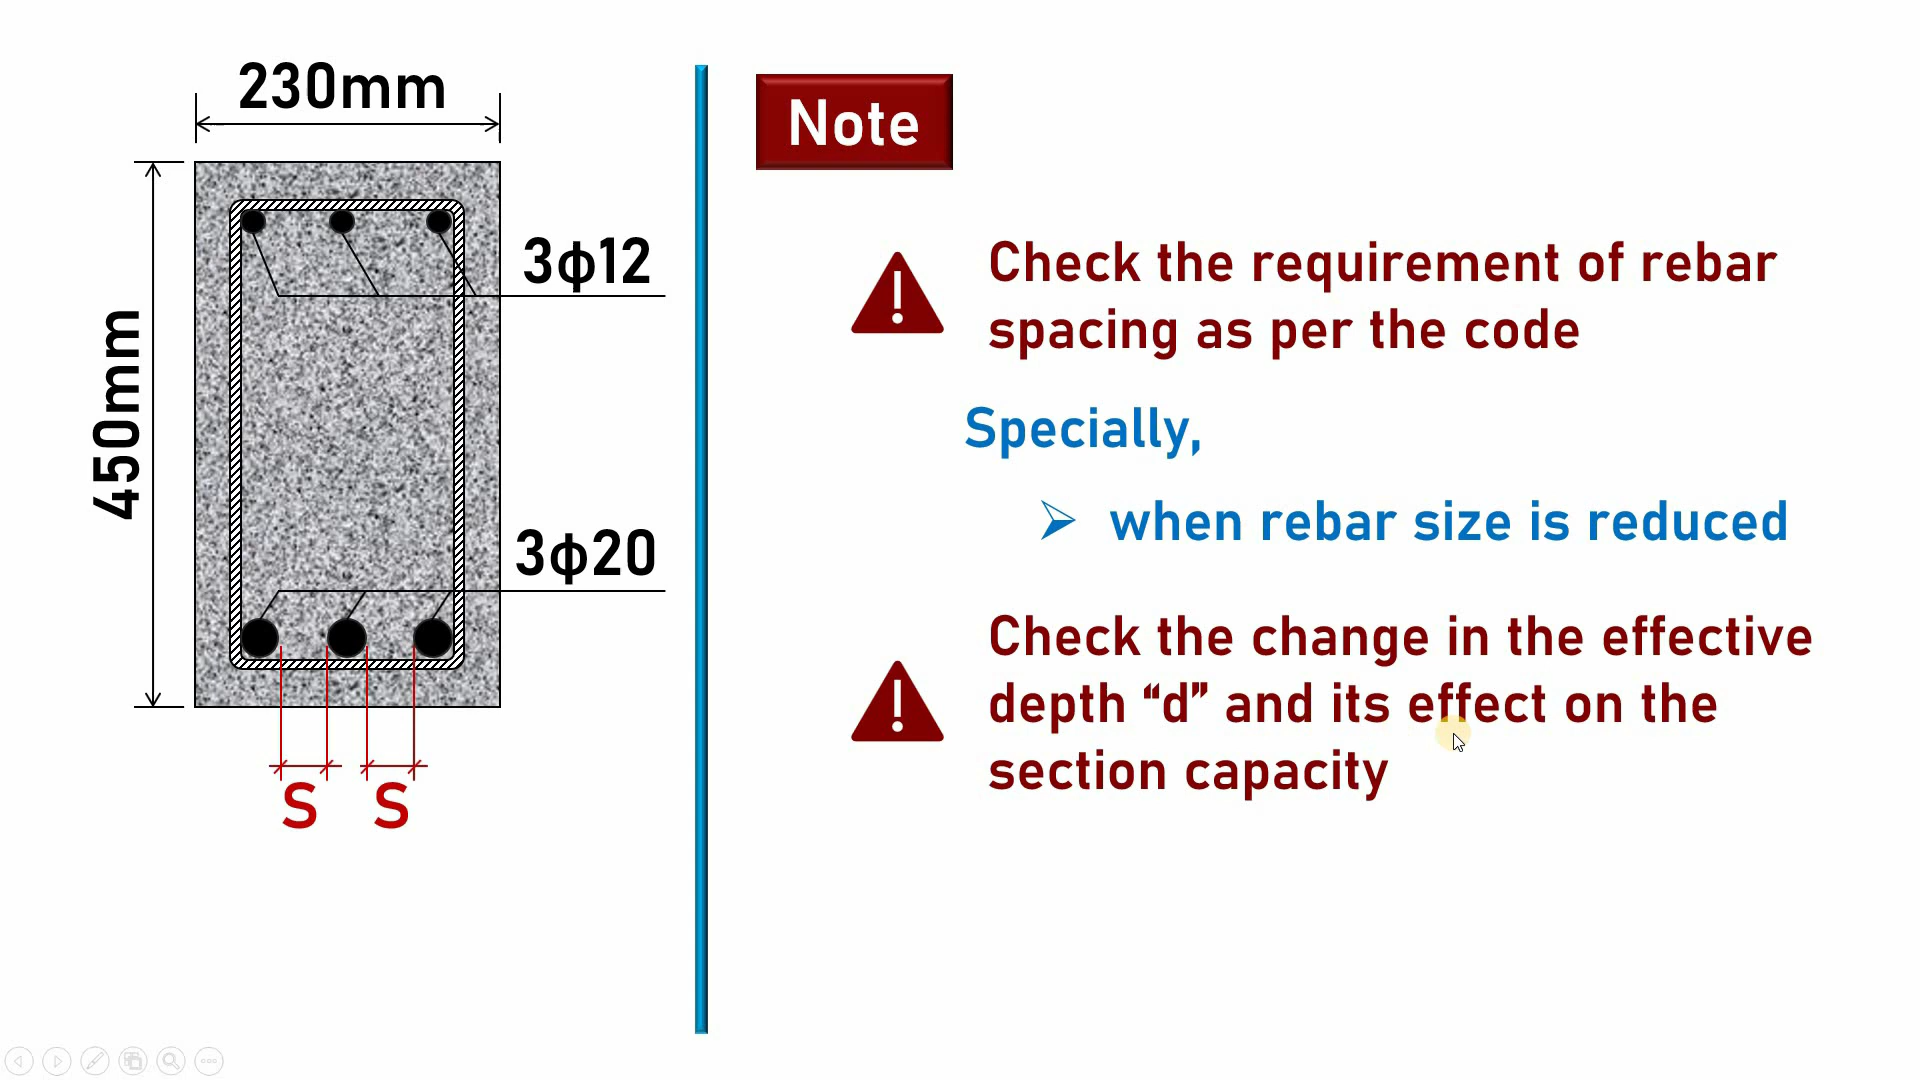 230mm
450mm
3ϕ12
3ϕ20
S S
Note
Check the requirement of rebar
spacing as per the code
Specially,
when rebar size is reduced
Check the change in the effective
depth “d” and its effect on the
section capacity